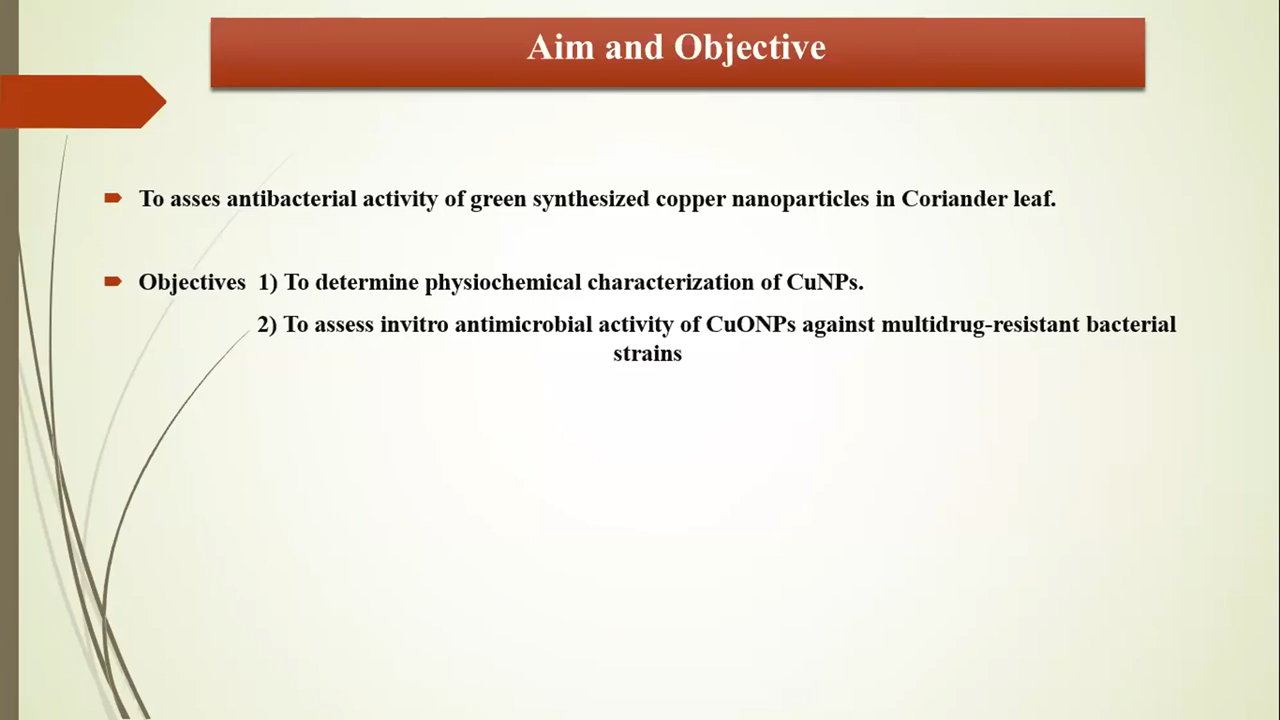 Aim and Objective
To asses antibacterial activity of green synthesized copper nanoparticles in Coriander leaf.
Objectives 1) To determine physiochemical characterization of CuNPs.
2) To assess invitro antimicrobial activity of CuONPs against multidrug-resistant bacterial
strains